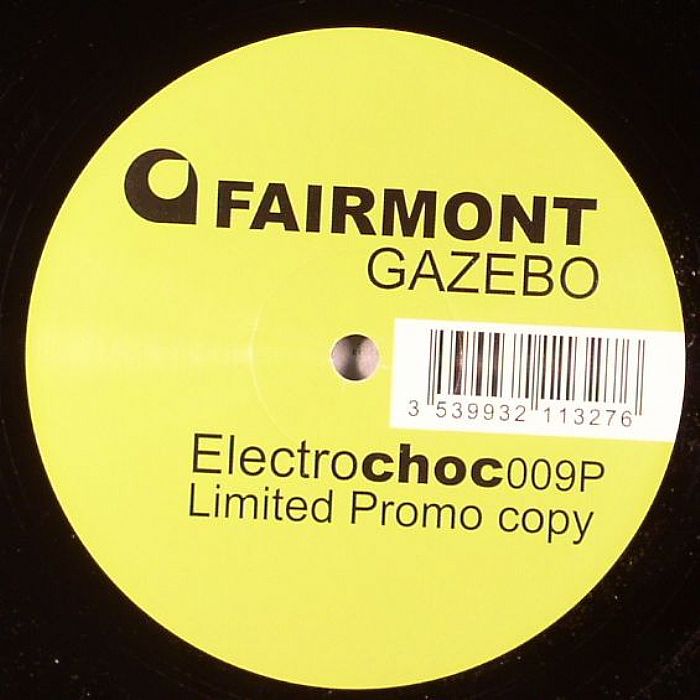 FAIRMONT
GAZEBO
3 539932 113276
Electrochoc009P
Limited Promo copy